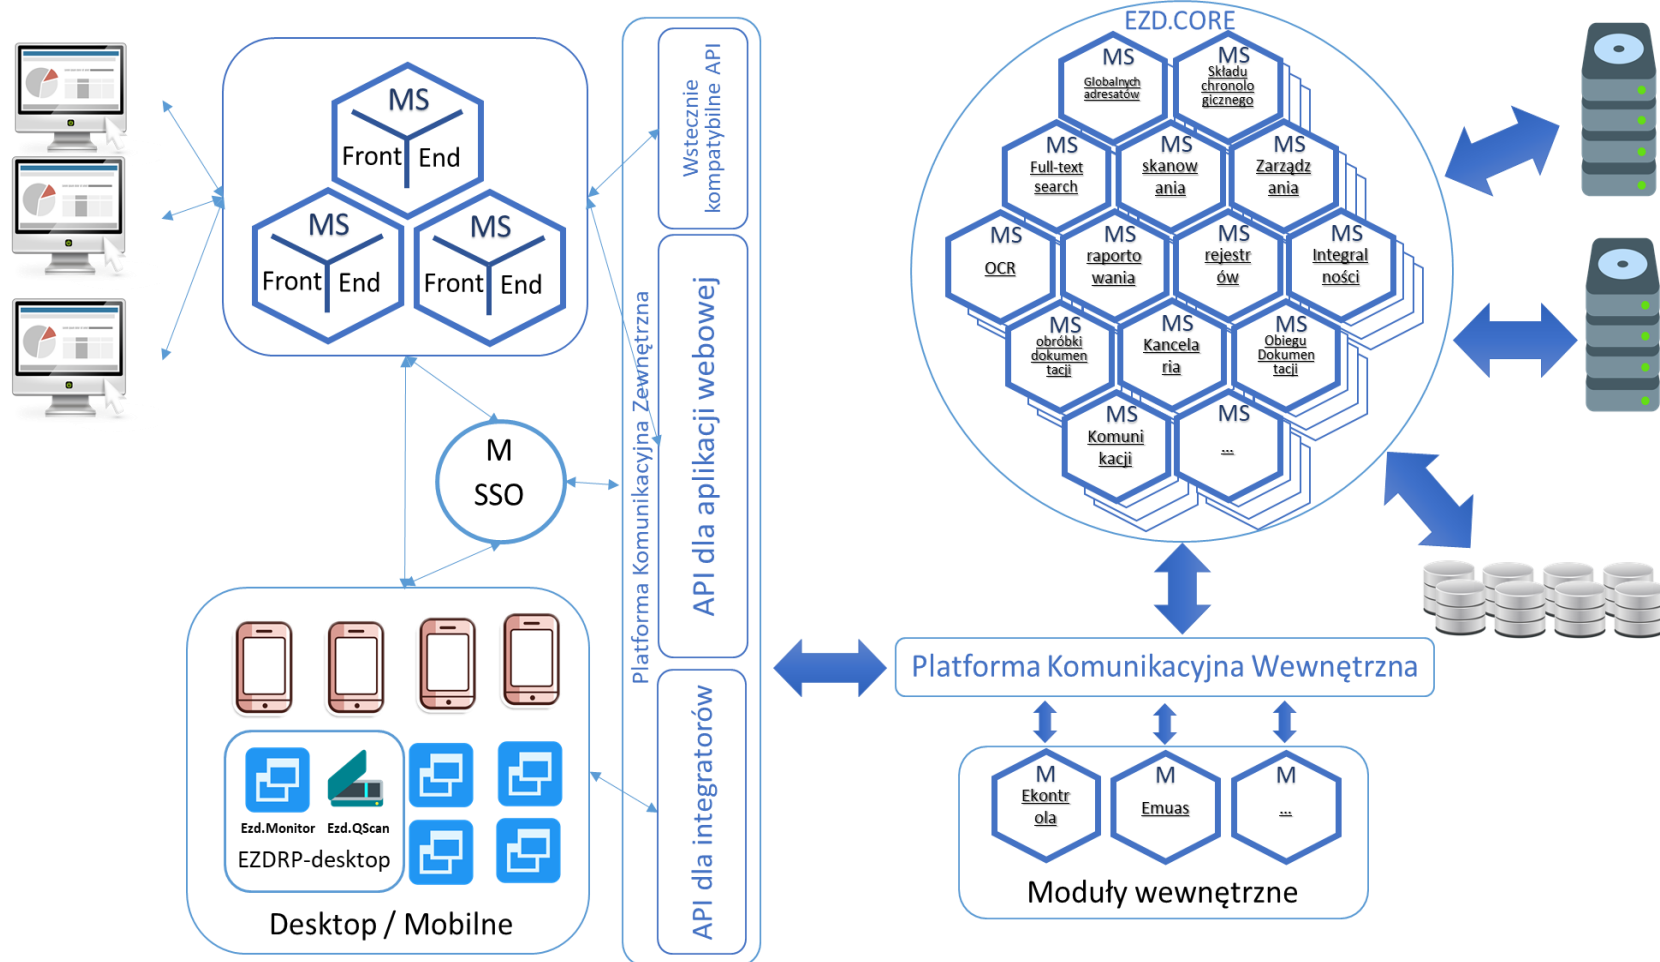 MS
Front End
MS
Front End
MS
Front End
M
SSO
Ezd.Monitor
Ezd.QScan
EZDRP-desktop
Desktop / Mobilne
Platforma Komunikacyjna Zewnętrzna
Wstecznie
kompatybilne API
API dla aplikacji webowej
API dla integratorów
EZD.CORE
MS
Globalnych
adresatów
MS
Składu
chronolo
gicznego
MS
Full-text
search
MS
skanow
ania
MS
Zarządz
ania
MS
OCR
MS
raporto
wania
MS
rejestr
ów
MS
Integral
ności
MS
obróbki
dokumen
tacji
MS
Kancela
ria
MS
Obiegu
Dokumen
tacji
MS
Komuni
kacji
MS
...
Platforma Komunikacyjna Wewnętrzna
M
Ekontr
ola
M
Emuas
M
...
Moduły wewnętrzne